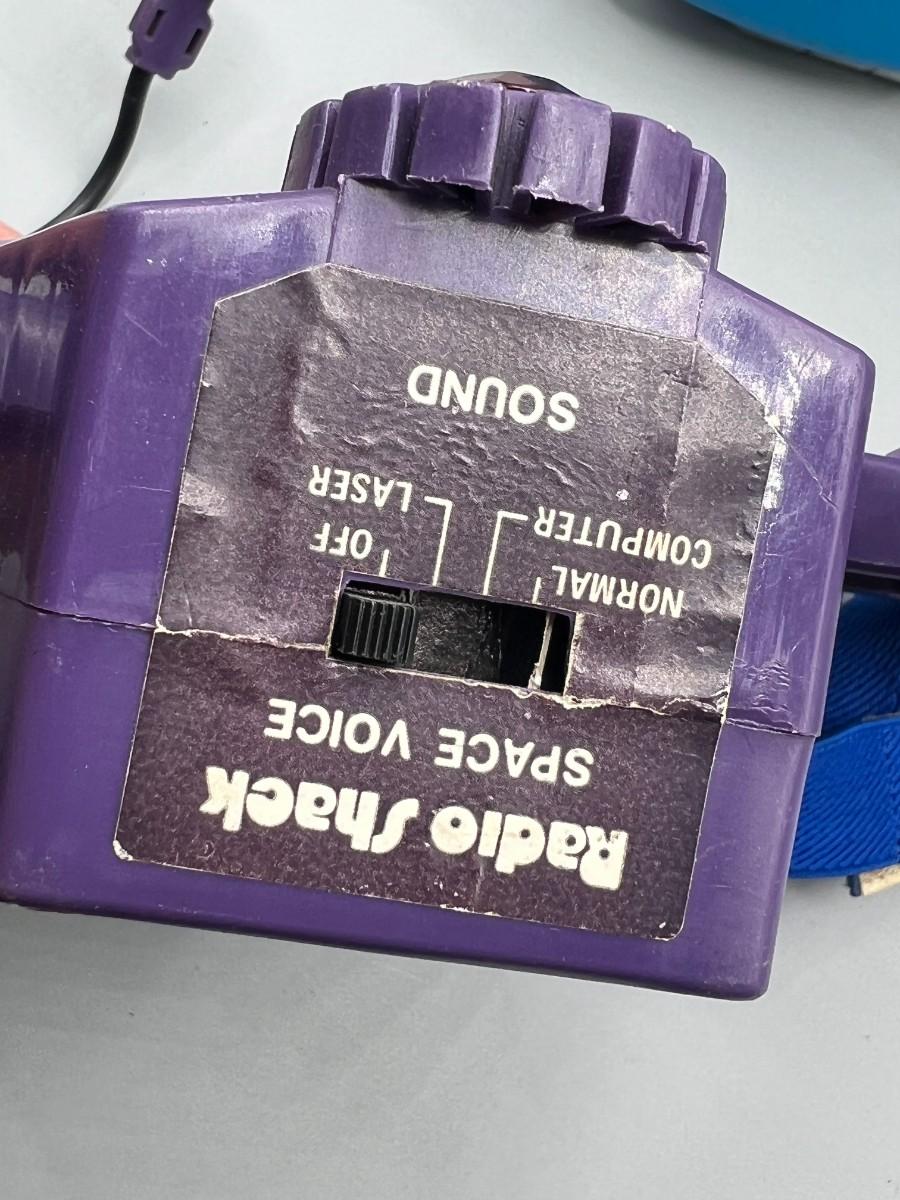 Radio Shack
SPACE VOICE
NORMAL
COMPUTER
OFF
LASER
SOUND